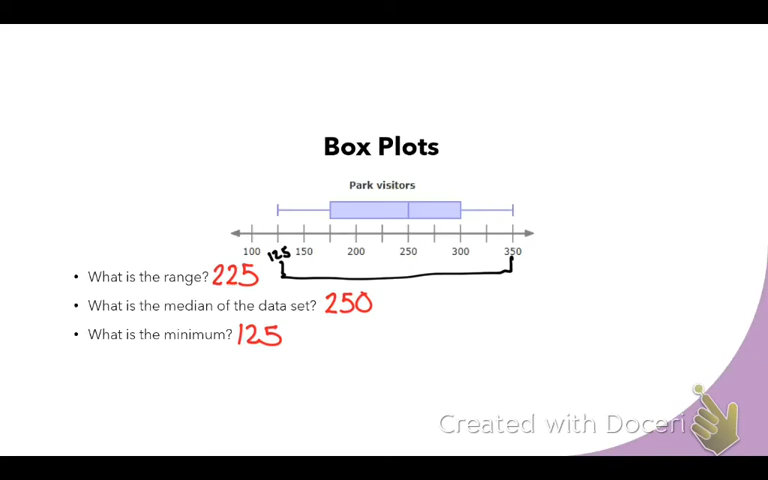 Box Plots
Park visitors
100 125 150 200 250 300 350
• What is the range? 225
• What is the median of the data set? 250
• What is the minimum? 125
Created with Doceri